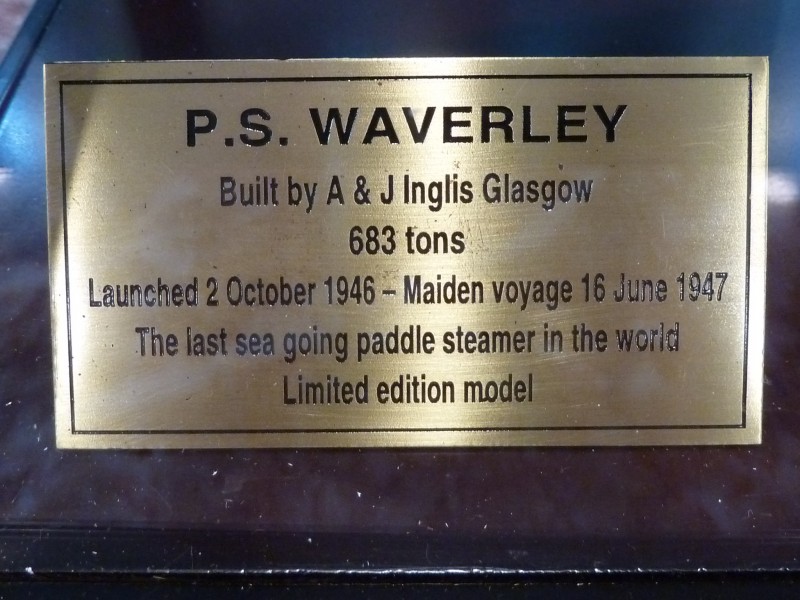 P.S. WAVERLEY
Built by A & J Inglis Glasgow
683 tons
Launched 2 October 1946 – Maiden voyage 16 June 1947
The last sea going paddle steamer in the world
Limited edition model